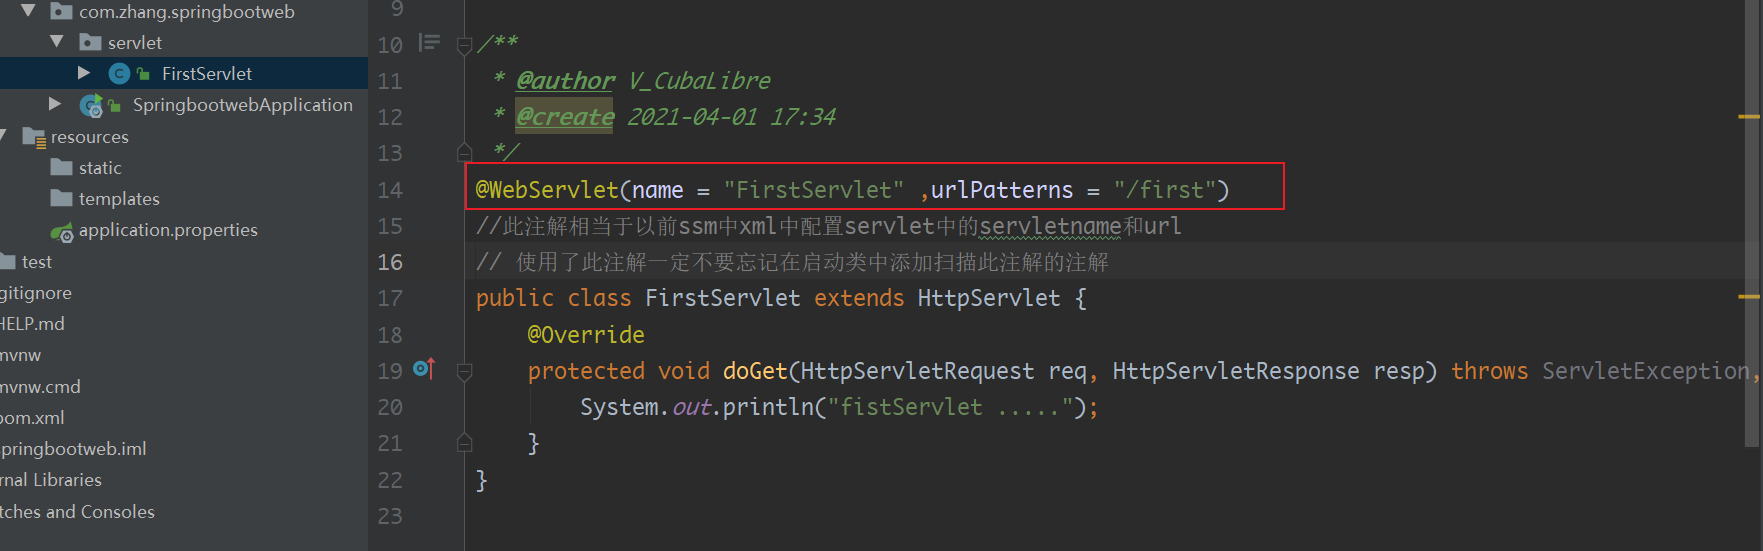 com.zhang.springbootweb
servlet
FirstServlet
SpringbootwebApplication
resources
static
templates
application.properties
test
gitignore
HELP.md
mvnw
mvnw.cmd
pom.xml
springbootweb.iml
rnal Libraries
tches and Consoles
9
10 /**
11 * @author V_CubaLibre
12 * @create 2021-04-01 17:34
13 */
14 @WebServlet(name = "FirstServlet" ,urlPatterns = "/first")
15 //此注解相当于以前ssm中xml中配置servlet中的servletname和url
16 // 使用了此注解一定不要忘记在启动类中添加扫描此注解的注解
17 public class FirstServlet extends HttpServlet {
18 @Override
19 protected void doGet(HttpServletRequest req, HttpServletResponse resp) throws ServletException,
20 System.out.println("fistServlet .....");
21 }
22 }
23